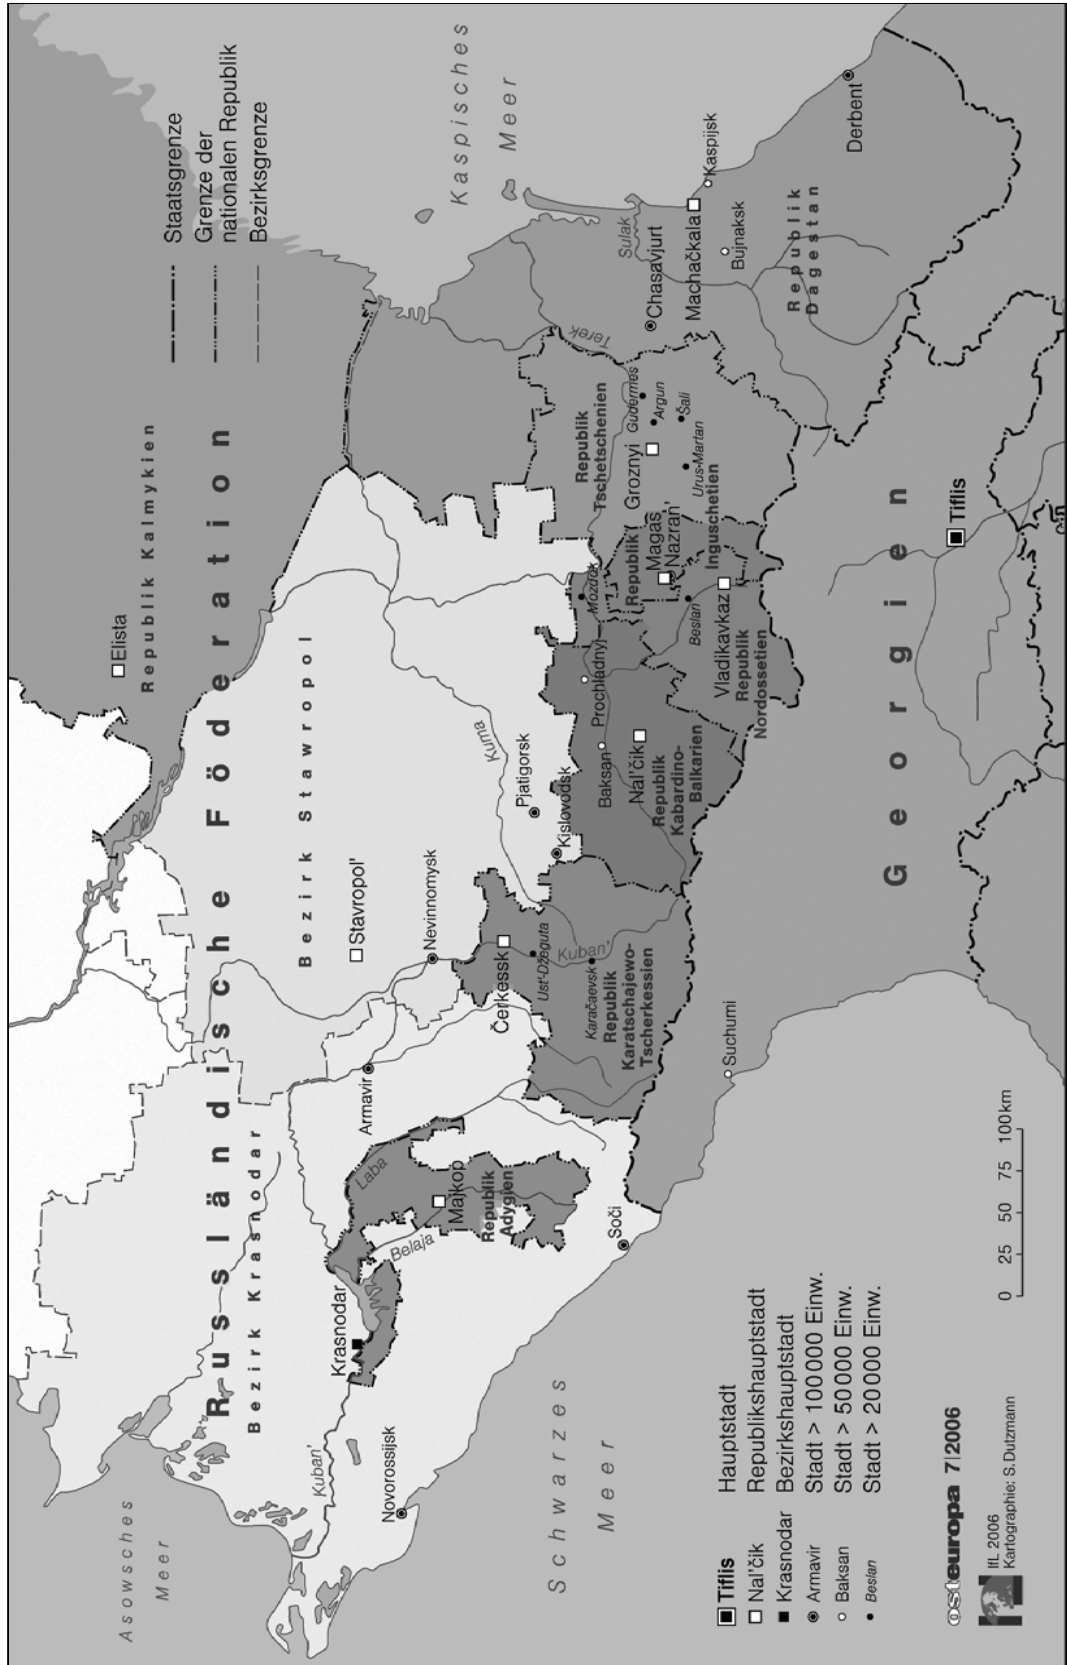 Asowsches
Meer
Russländische Föderation
Republik Kalmykien
Elista
Staatsgrenze
Grenze der
nationalen Republik
Bezirksgrenze
Bezirk Krasnodar
Bezirk Stawropol
Stavropol'
Kaspisches
Meer
Kuban'
Krasnodar
Novorossijsk
Laba
Armavir
Nevinnomysk
Belaja
Majkop
Republik
Adygien
Kuma
Pjatigorsk
Kislovodsk
Čerkessk
Ust'-Džeguta
Kuban'
Karačaevsk
Republik
Karatschajewo-
Tscherkessien
Soči
Suchumi
Baksan
Prochladnyj
Nal'čik
Republik
Kabardino-
Balkarien
Mozdok
Republik
Inguschetien
Magas
Nazran'
Beslan
Vladikavkaz
Republik
Nordossetien
Republik
Tschetschenien
Groznyj
Gudermes
Argun
Šali
Urus-Martan
Terek
Sulak
Chasavjurt
Machačkala
Kaspijsk
Bujnaksk
Republik
Dagestan
Derbent
Georgien
Tiflis
Schwarzes
Meer
Tiflis Hauptstadt
Nal'čik Republikshauptstadt
Krasnodar Bezirkshauptstadt
Armavir Stadt > 100 000 Einw.
Baksan Stadt > 50 000 Einw.
Beslan Stadt > 20 000 Einw.
0 25 50 75 100 km
osteuropa 7|2006
IfL 2006
Kartographie: S. Dutzmann